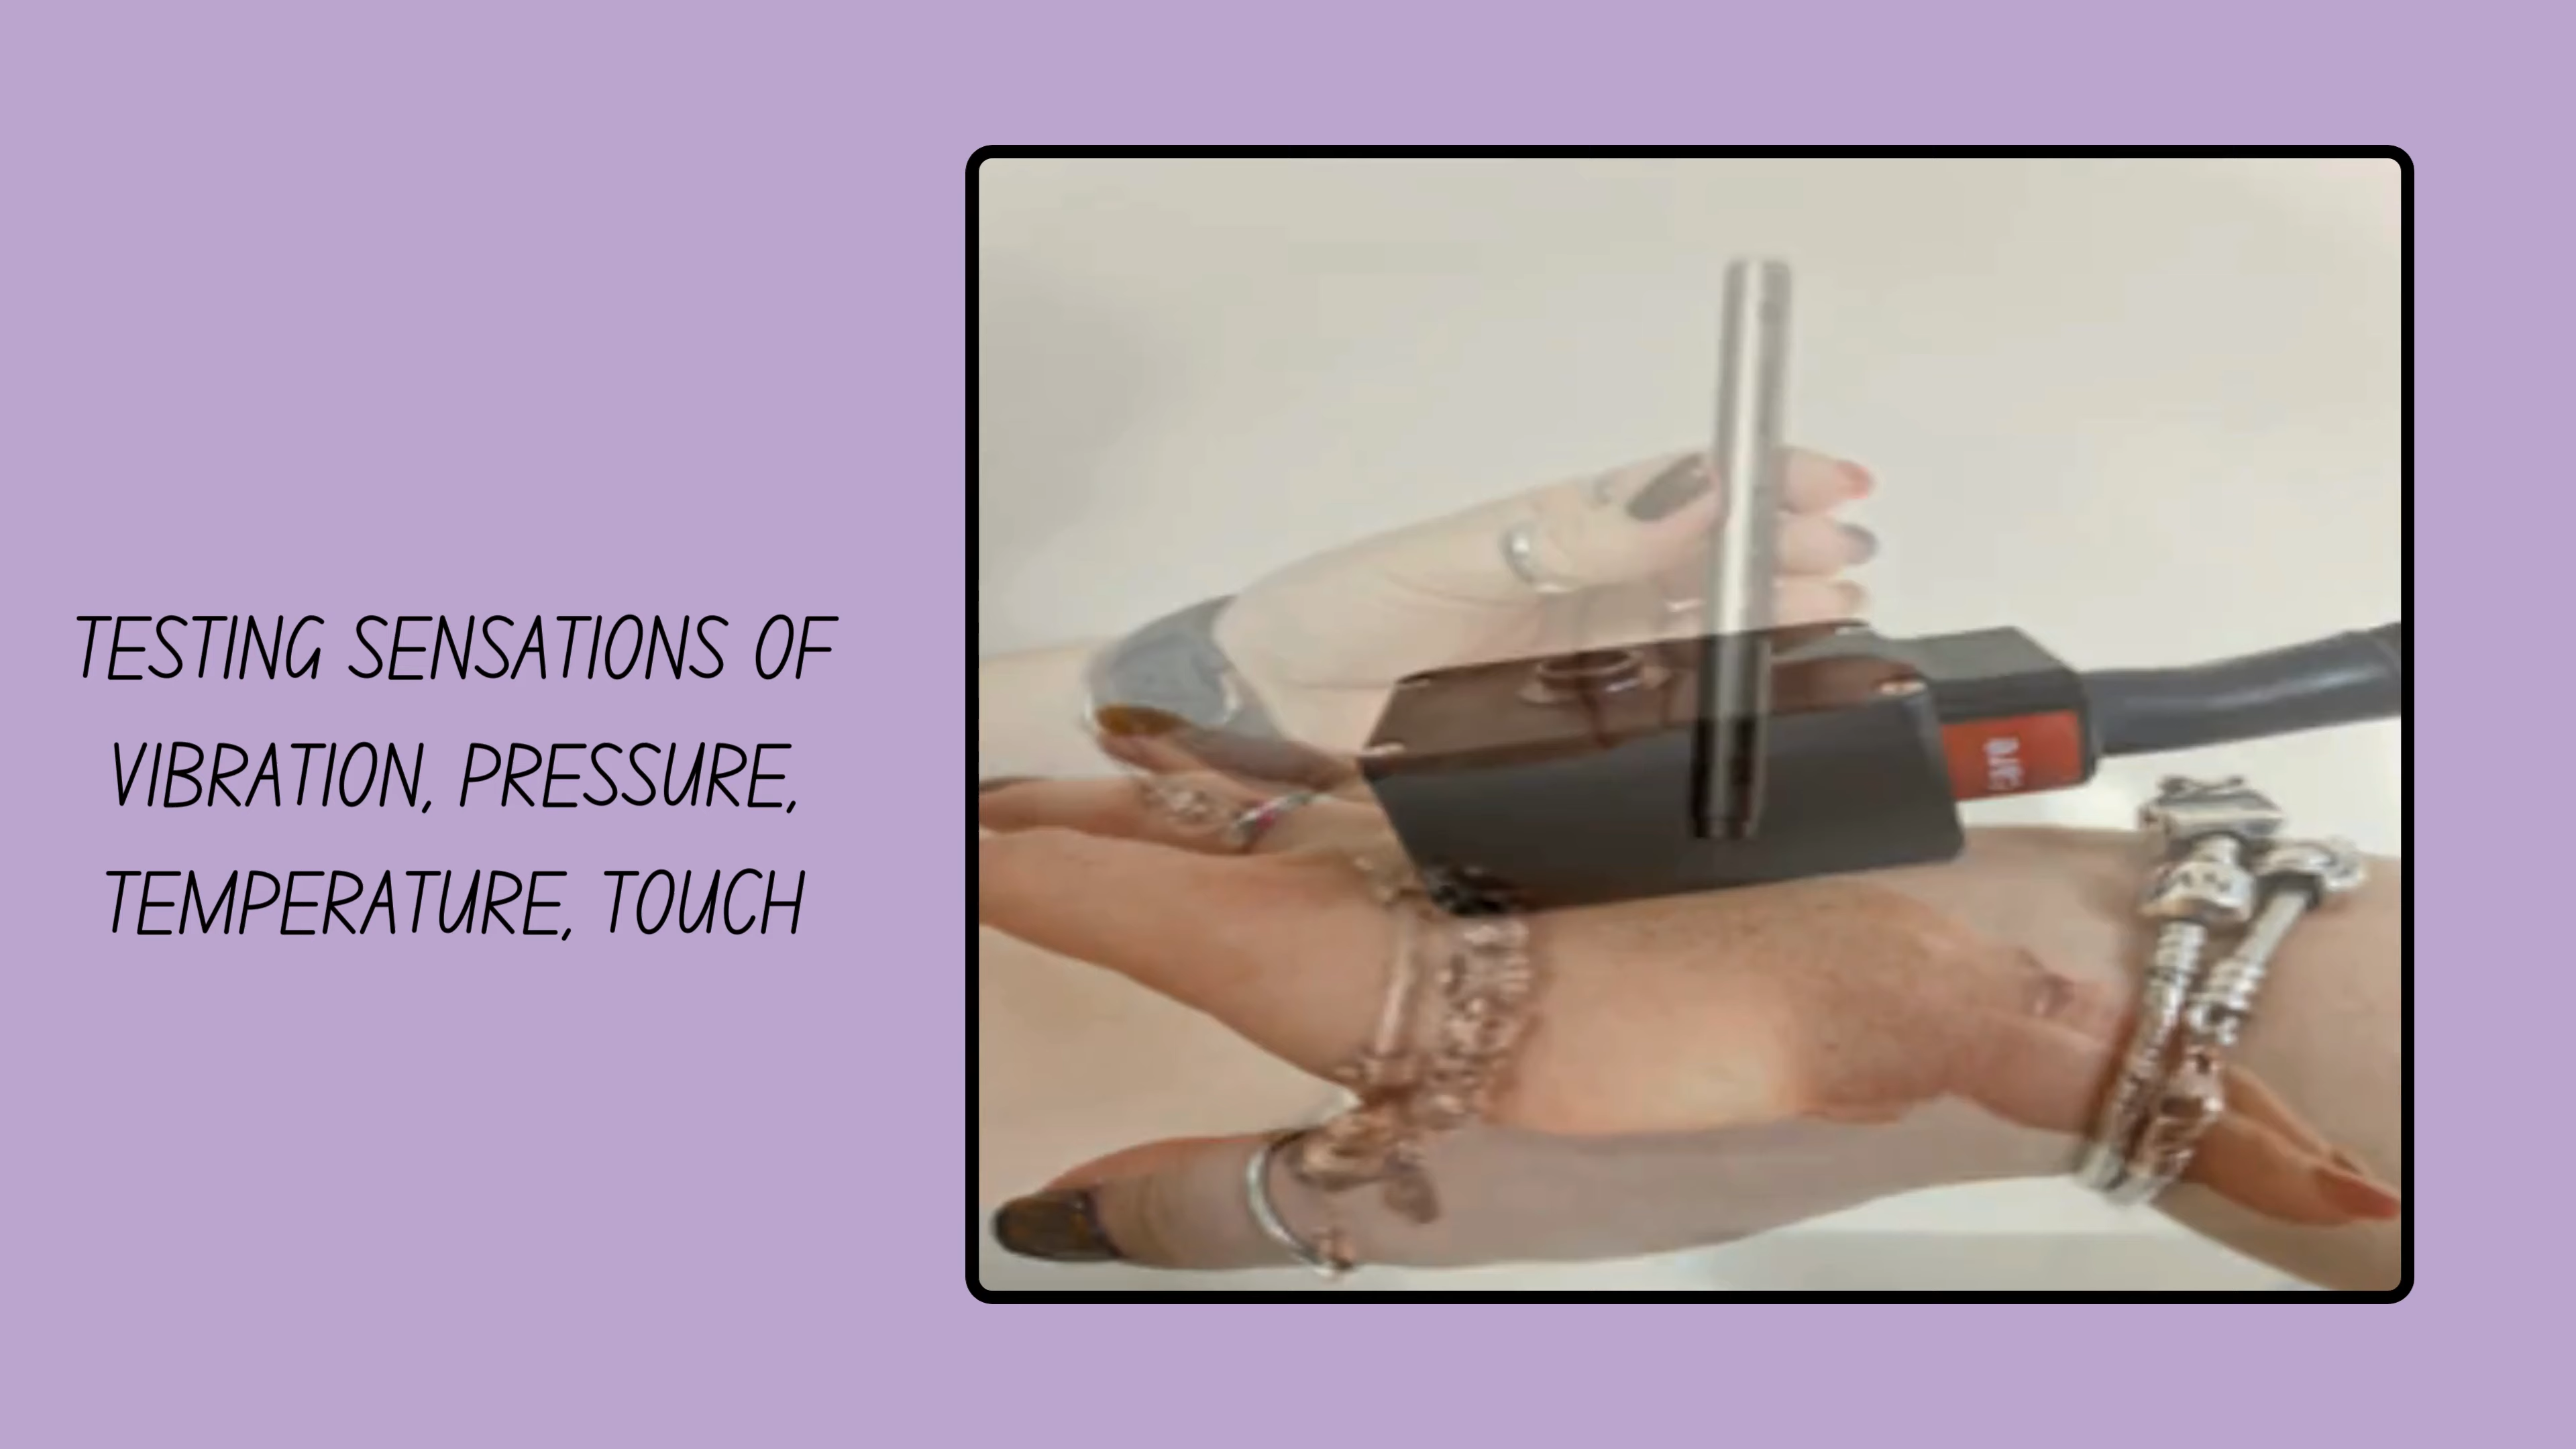 TESTING SENSATIONS OF
VIBRATION, PRESSURE,
TEMPERATURE, TOUCH